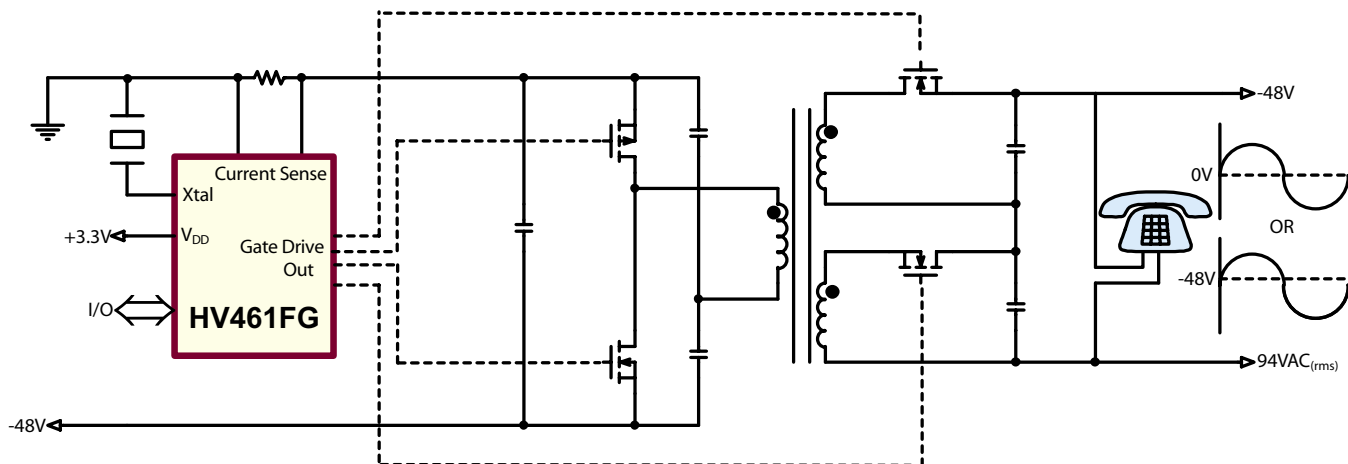 -48V
Current Sense
Xtal
0V
+3.3V
VDD
OR
Gate Drive
Out
-48V
I/O
HV461FG
94VAC(rms)
-48V